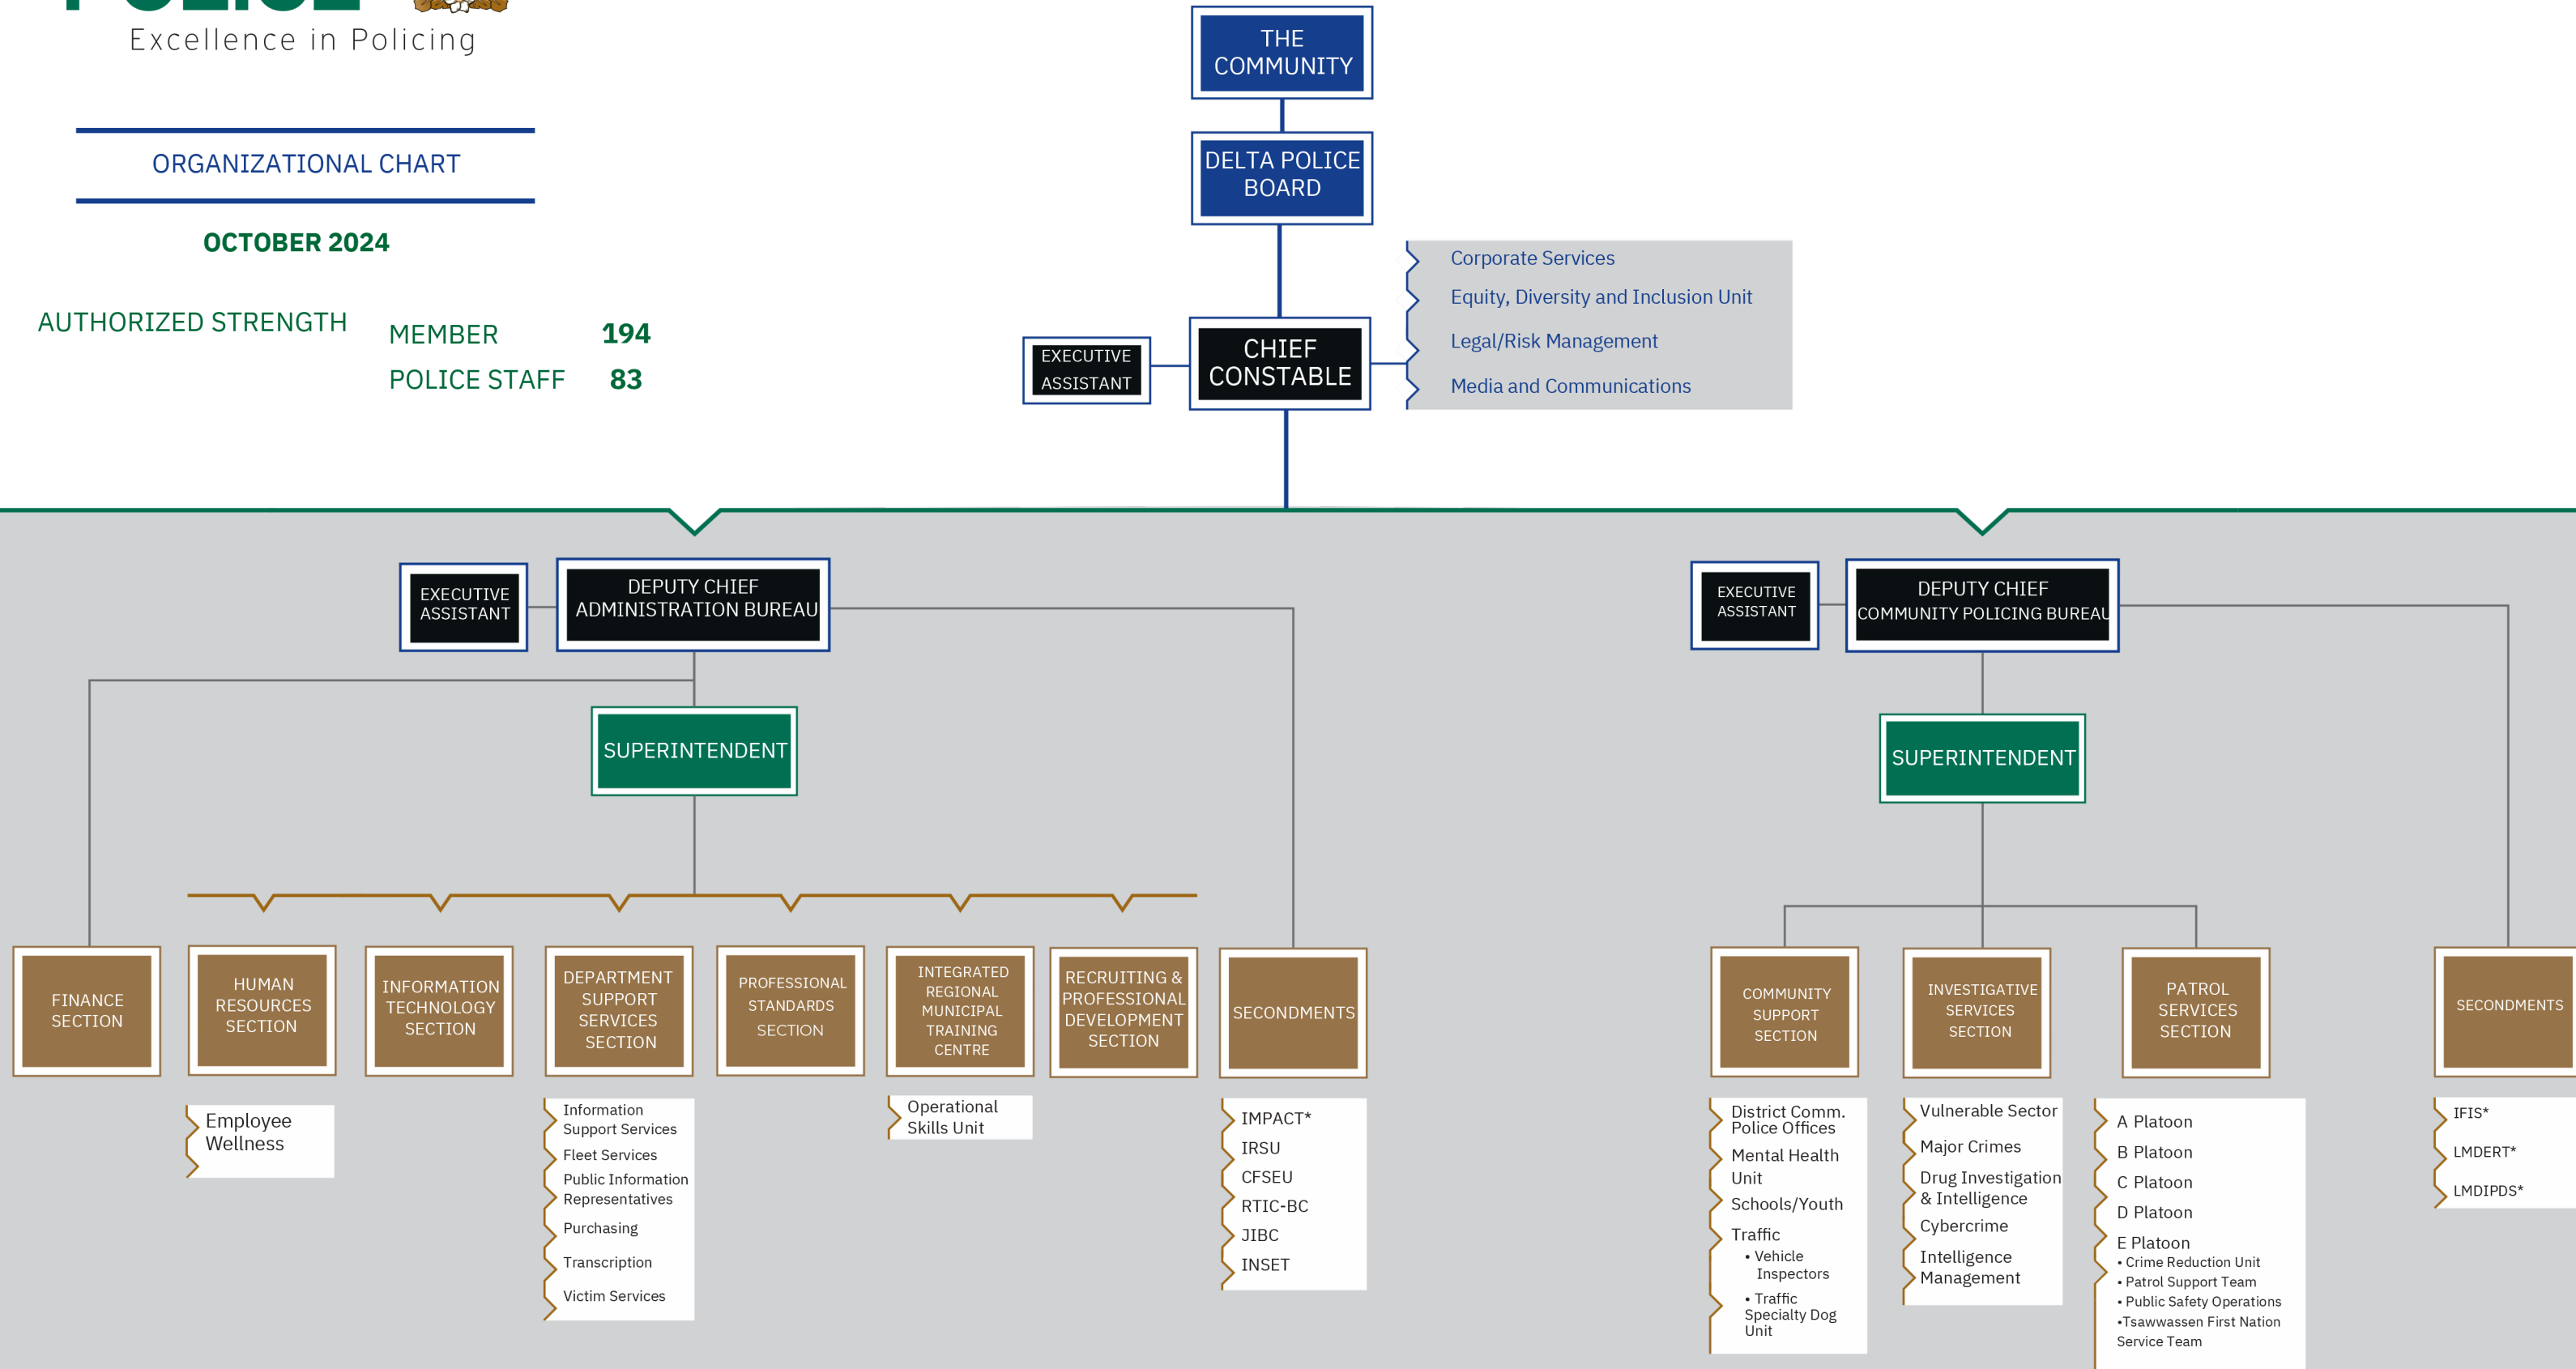 Excellence in Policing
ORGANIZATIONAL CHART
OCTOBER 2024
AUTHORIZED STRENGTH
MEMBER 194
POLICE STAFF 83
THE
COMMUNITY
DELTA POLICE
BOARD
EXECUTIVE
ASSISTANT
CHIEF
CONSTABLE
Corporate Services
Equity, Diversity and Inclusion Unit
Legal/Risk Management
Media and Communications
EXECUTIVE
ASSISTANT
DEPUTY CHIEF
ADMINISTRATION BUREAU
EXECUTIVE
ASSISTANT
DEPUTY CHIEF
COMMUNITY POLICING BUREAU
SUPERINTENDENT
SUPERINTENDENT
FINANCE
SECTION
HUMAN
RESOURCES
SECTION
INFORMATION
TECHNOLOGY
SECTION
DEPARTMENT
SUPPORT
SERVICES
SECTION
PROFESSIONAL
STANDARDS
SECTION
INTEGRATED
REGIONAL
MUNICIPAL
TRAINING
CENTRE
RECRUITING &
PROFESSIONAL
DEVELOPMENT
SECTION
SECONDMENTS
COMMUNITY
SUPPORT
SECTION
INVESTIGATIVE
SERVICES
SECTION
PATROL
SERVICES
SECTION
SECONDMENTS
Employee
Wellness
Information
Support Services
Fleet Services
Public Information
Representatives
Purchasing
Transcription
Victim Services
Operational
Skills Unit
IMPACT*
IRSU
CFSEU
RTIC-BC
JIBC
INSET
District Comm.
Police Offices
Mental Health
Unit
Schools/Youth
Traffic
• Vehicle
Inspectors
• Traffic
Specialty Dog
Unit
Vulnerable Sector
Major Crimes
Drug Investigation
& Intelligence
Cybercrime
Intelligence
Management
A Platoon
B Platoon
C Platoon
D Platoon
E Platoon
• Crime Reduction Unit
• Patrol Support Team
• Public Safety Operations
•Tsawwassen First Nation
Service Team
IFIS*
LMDERT*
LMDIPDS*